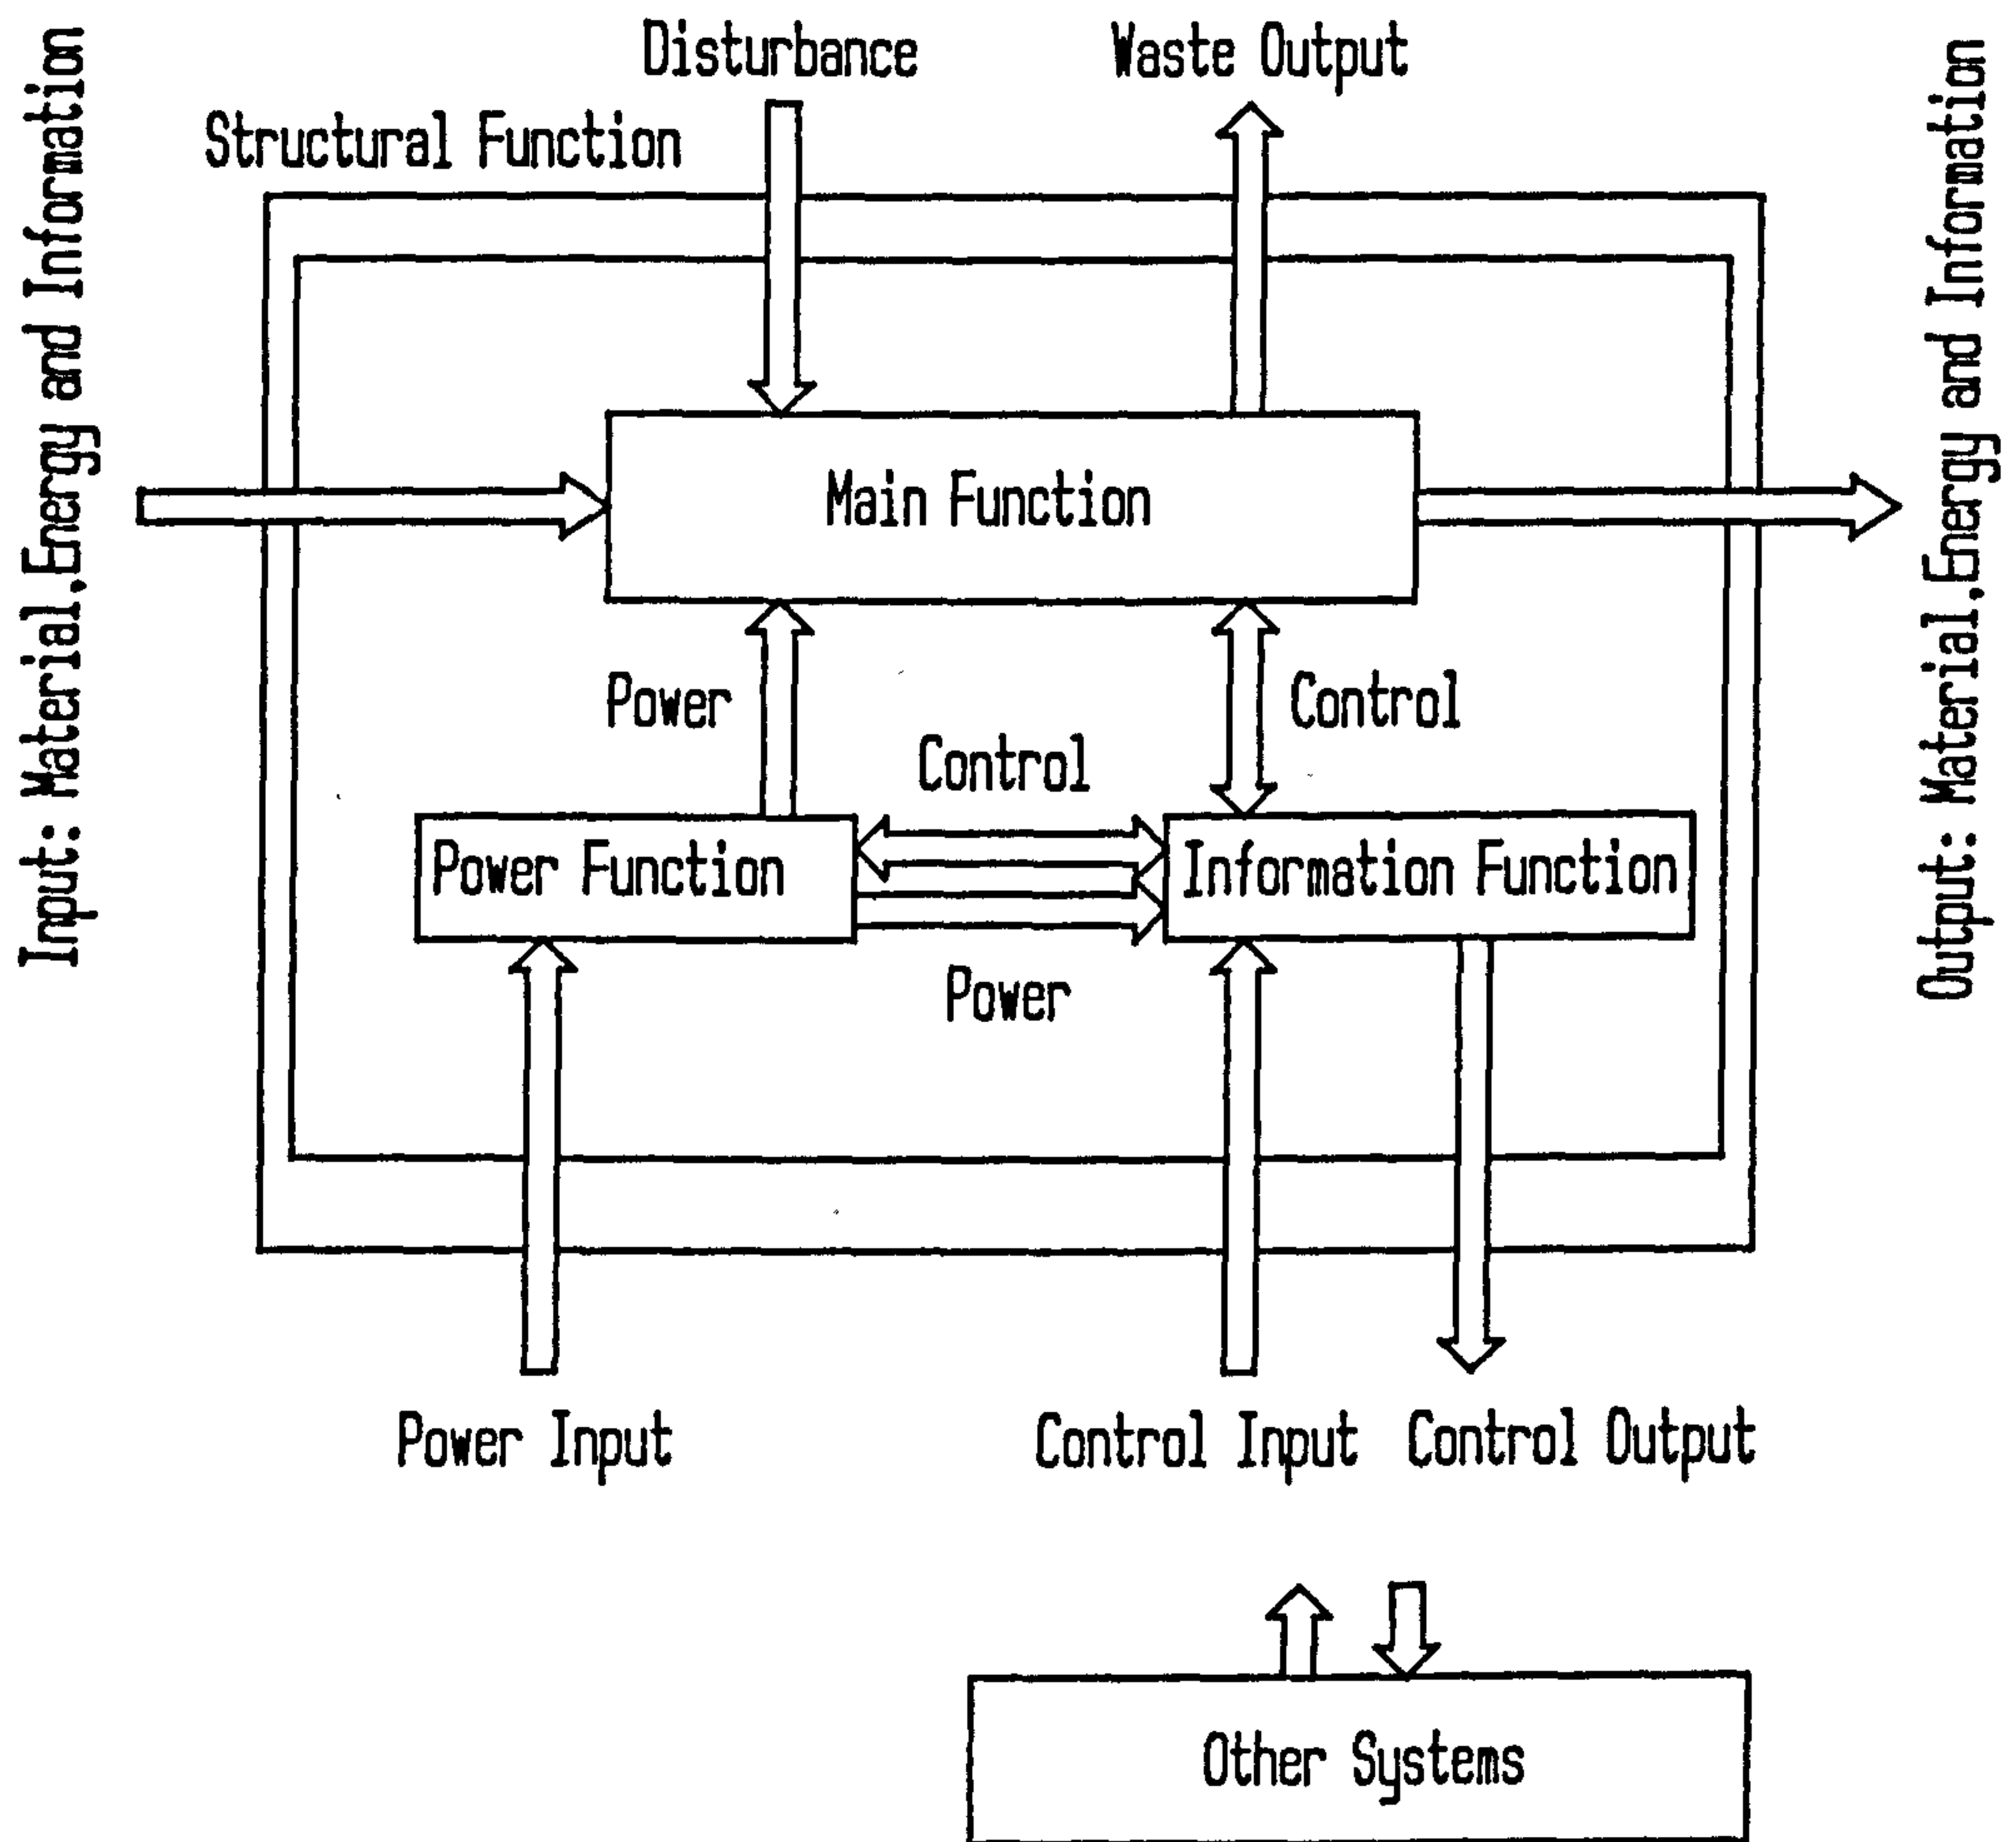 Disturbance
Waste Output
Structural Function
Input: Material,Energy and Information
Output: Material,Energy and Information
Main Function
Power
Control
Control
Power Function
Information Function
Power
Power Input
Control Input
Control Output
Other Systems